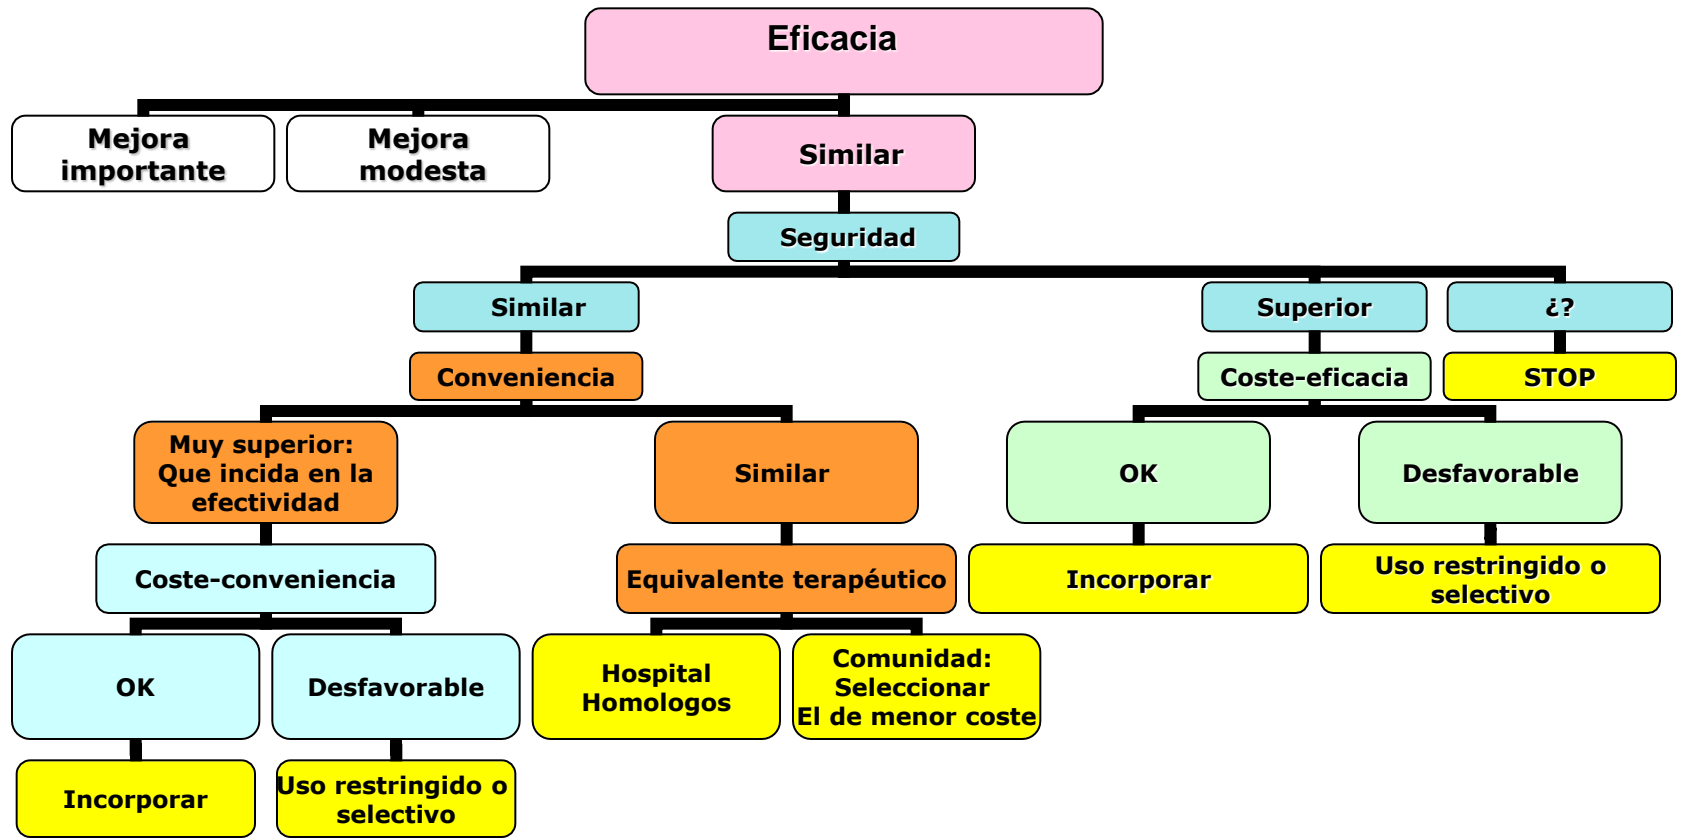 Eficacia
Mejora
importante
Mejora
modesta
Similar
Seguridad
Similar
Superior
¿?
Conveniencia
Coste-eficacia
STOP
Muy superior:
Que incida en la
efectividad
Similar
OK
Desfavorable
Coste-conveniencia
Equivalente terapéutico
Incorporar
Uso restringido o
selectivo
OK
Desfavorable
Hospital
Homologos
Comunidad:
Seleccionar
El de menor coste
Incorporar
Uso restringido o
selectivo